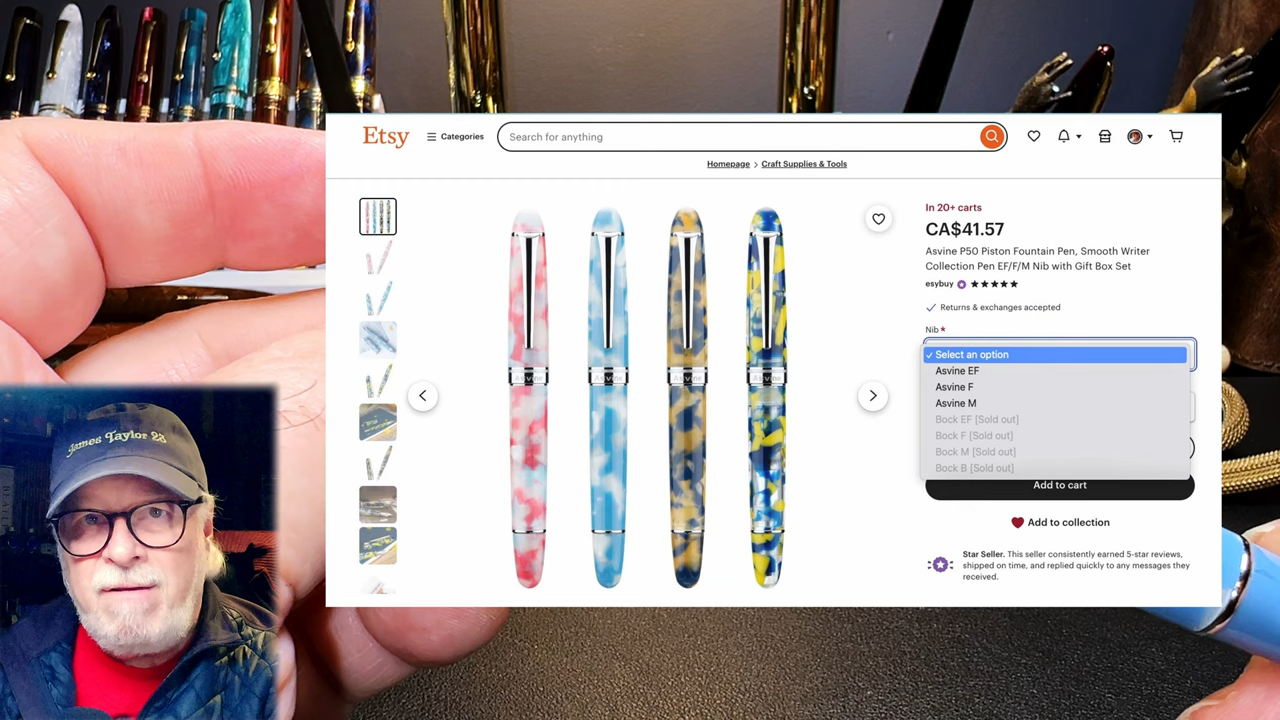 Etsy
Categories
Search for anything
Homepage > Craft Supplies & Tools
In 20+ carts
CA$41.57
Asvine P50 Piston Fountain Pen, Smooth Writer
Collection Pen EF/F/M Nib with Gift Box Set
esybuy
Returns & exchanges accepted
Nib *
Select an option
Asvine EF
Asvine F
Asvine M
Bock EF [Sold out]
Bock F [Sold out]
Bock M [Sold out]
Bock B [Sold out]
Add to cart
Add to collection
Star Seller. This seller consistently earned 5-star reviews,
shipped on time, and replied quickly to any messages they
received.
Asvine Asvine Asvine Asvine
James Taylor 23